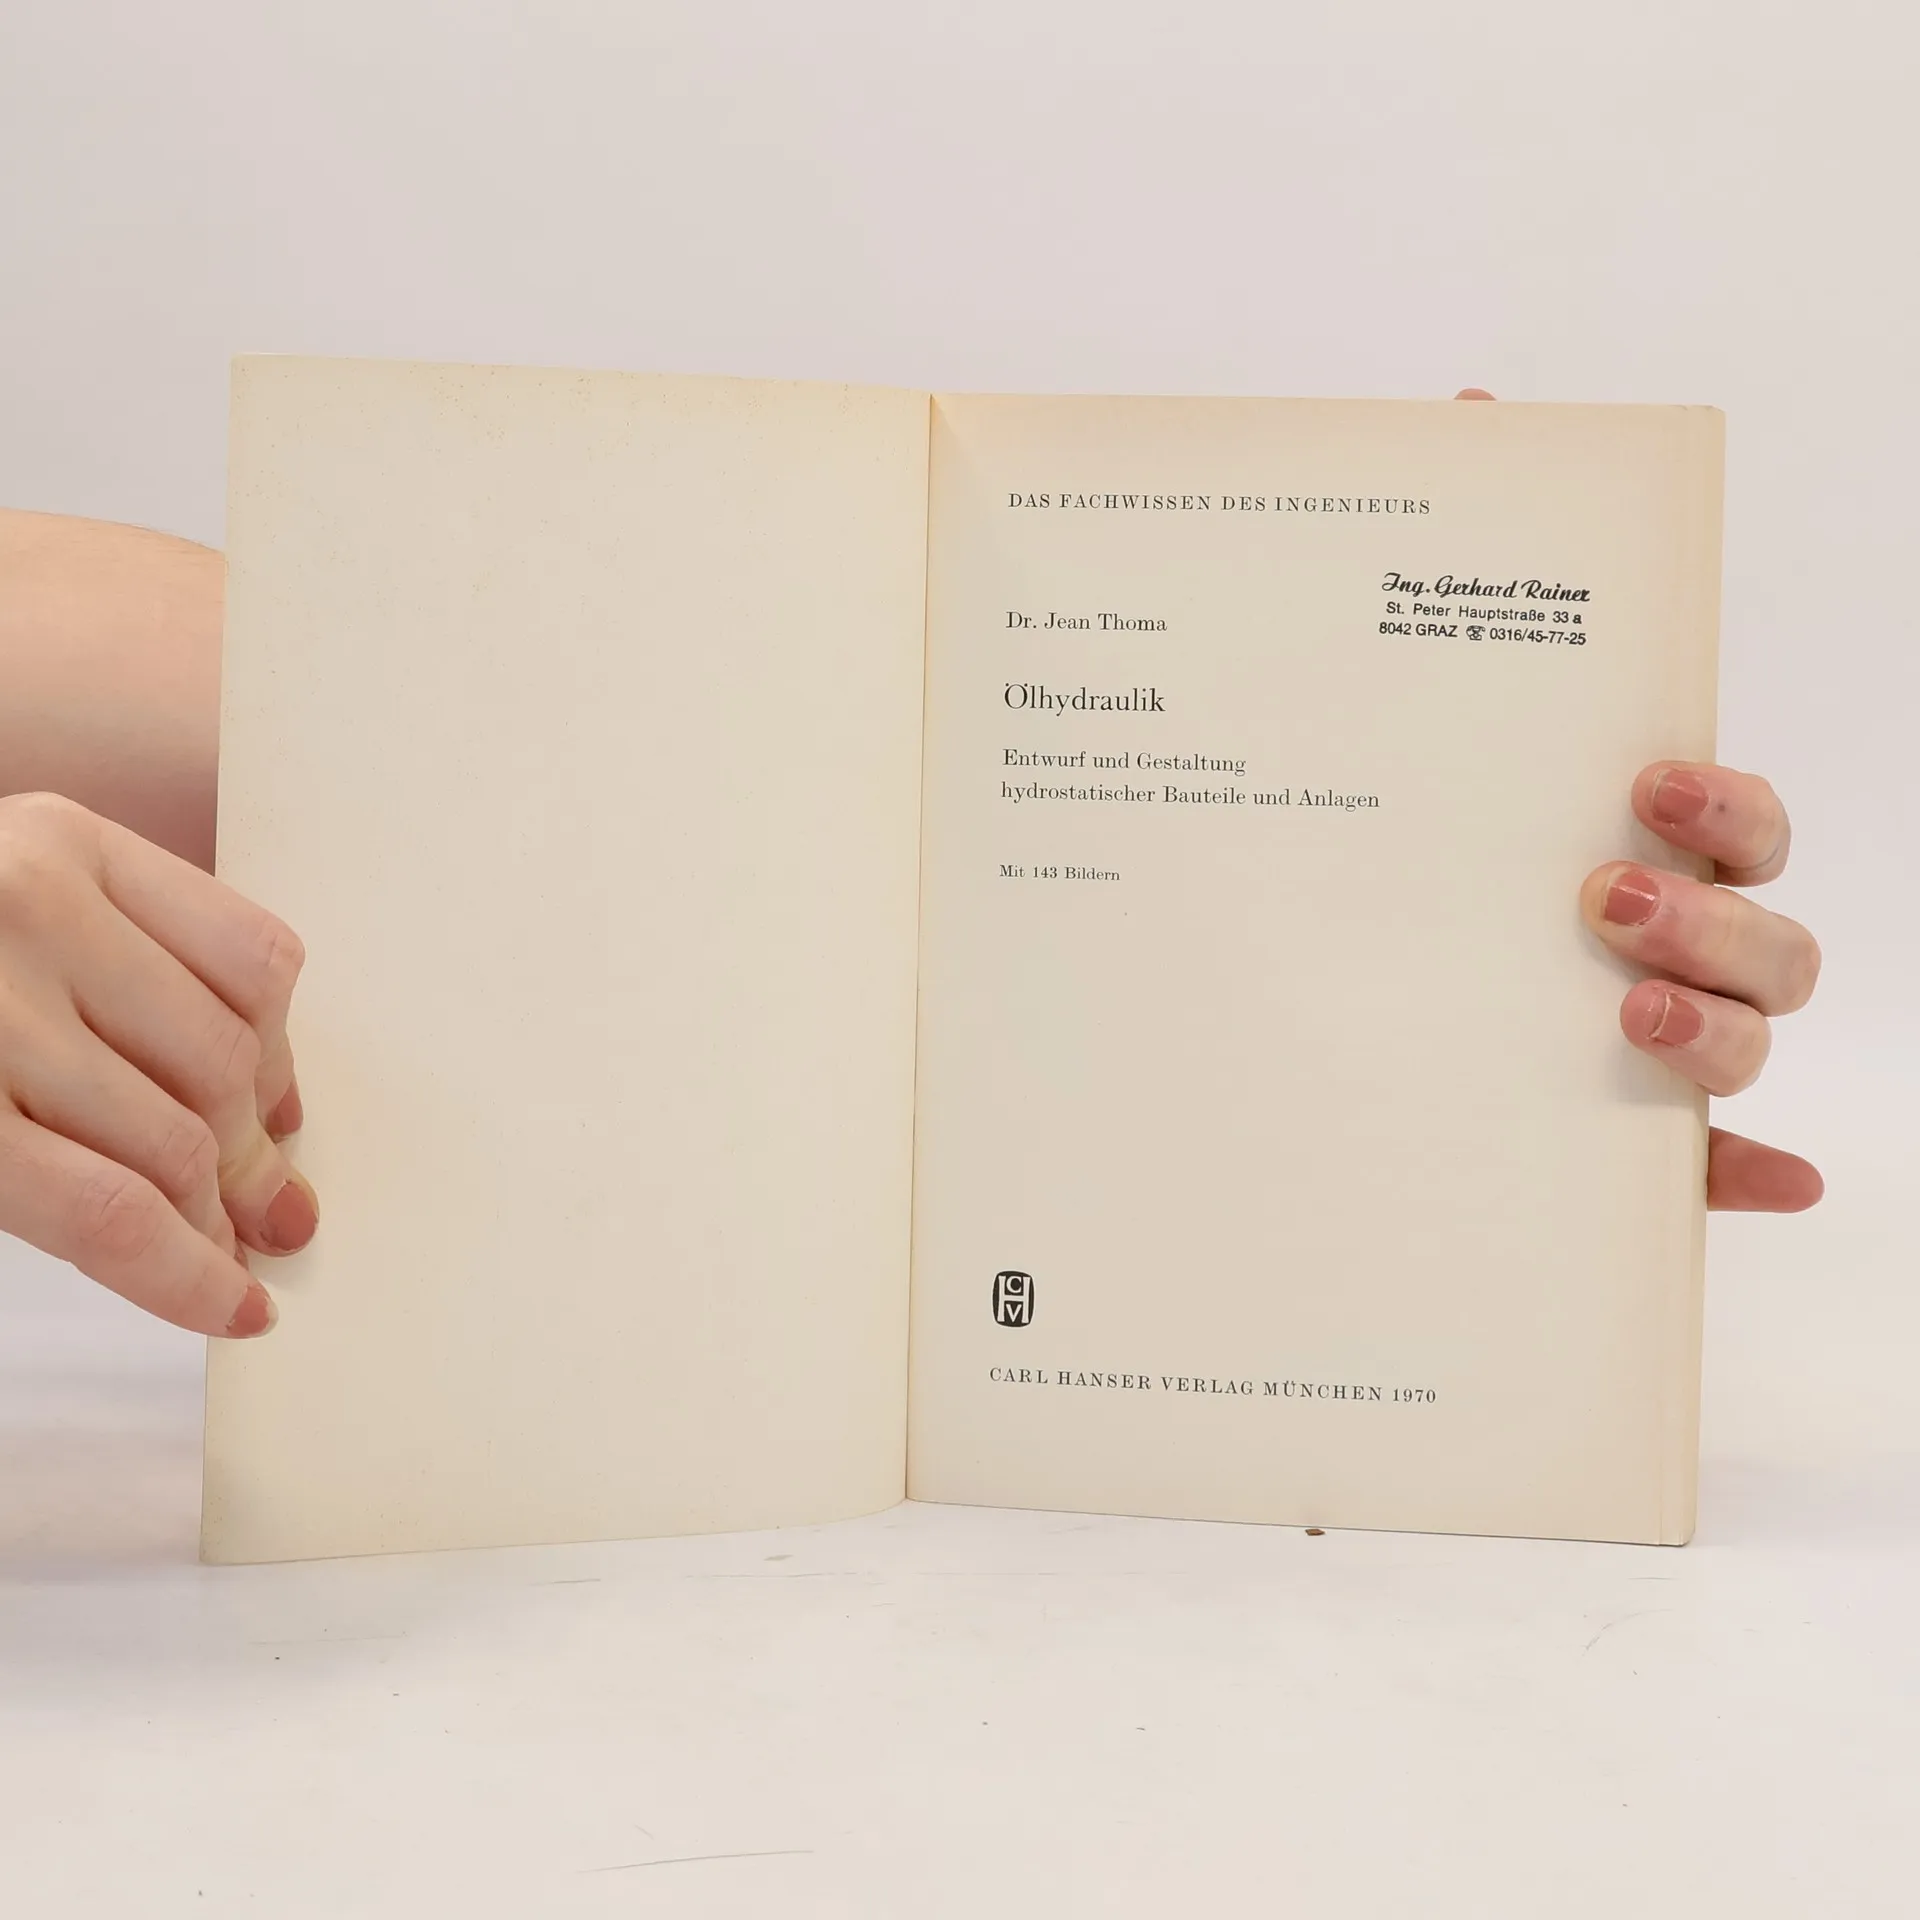 DAS FACHWISSEN DES INGENIEURS
Ing. Gerhard Rainer
St. Peter Hauptstraße 33 a
8042 GRAZ ☏ 0316/45-77-25
Dr. Jean Thoma
Ölhydraulik
Entwurf und Gestaltung
hydrostatischer Bauteile und Anlagen
Mit 143 Bildern
CHV
CARL HANSER VERLAG MÜNCHEN 1970